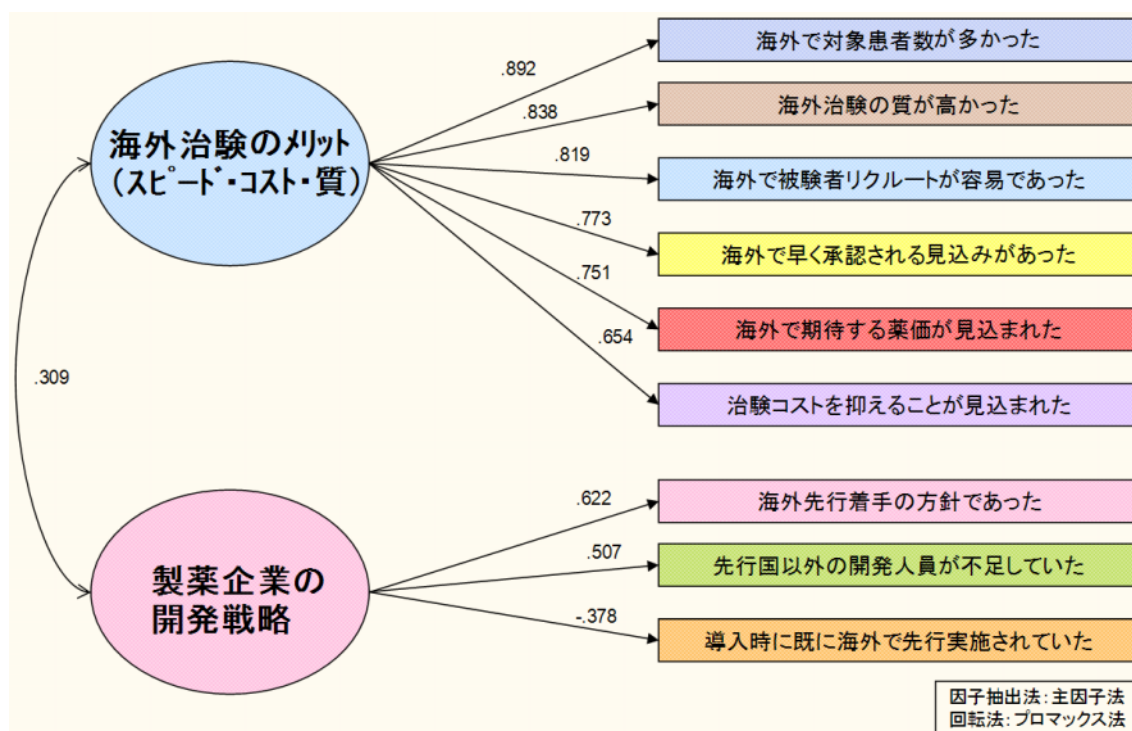 海外で対象患者数が多かった
.892
海外治験の質が高かった
.838
海外治験のメリット
（スピード・コスト・質）
.819
海外で被験者リクルートが容易であった
.773
海外で早く承認される見込みがあった
.751
海外で期待する薬価が見込まれた
.654
治験コストを抑えることが見込まれた
.309
.622
海外先行着手の方針であった
.507
先行国以外の開発人員が不足していた
製薬企業の
開発戦略
-.378
導入時に既に海外で先行実施されていた
因子抽出法：主因子法
回転法：プロマックス法